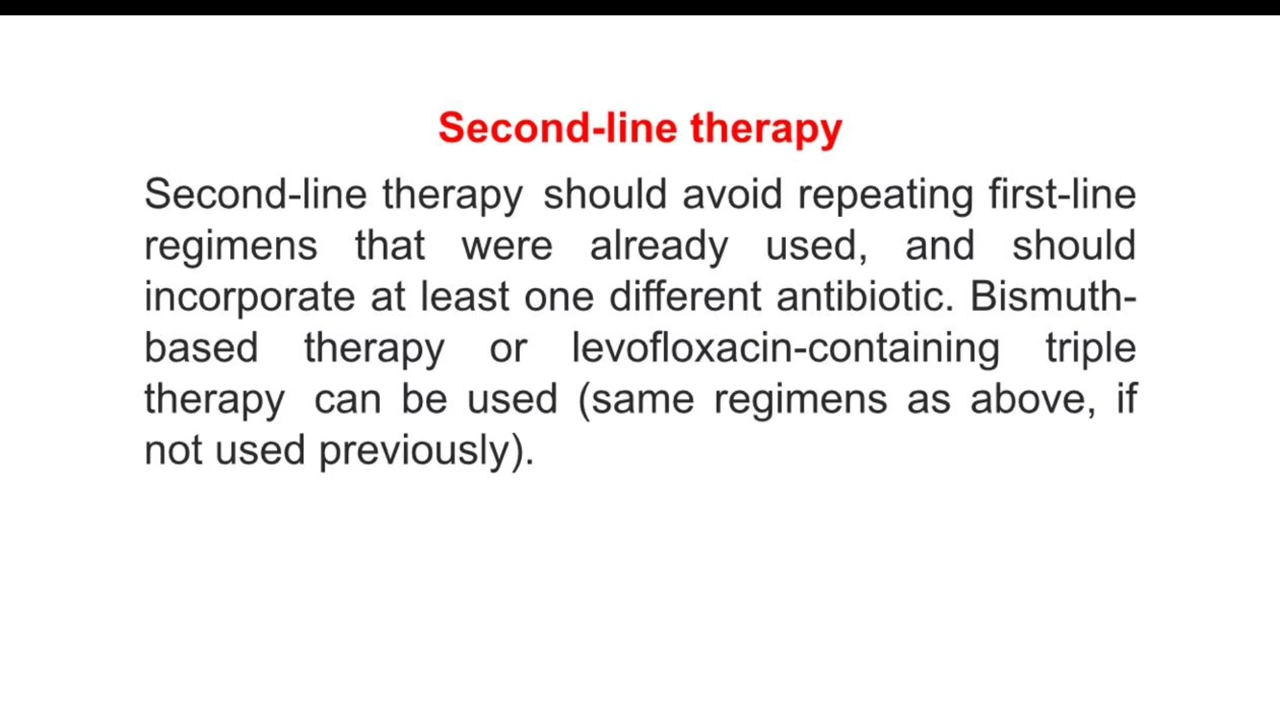 Second-line therapy
Second-line therapy should avoid repeating first-line
regimens that were already used, and should
incorporate at least one different antibiotic. Bismuth-
based therapy or levofloxacin-containing triple
therapy can be used (same regimens as above, if
not used previously).